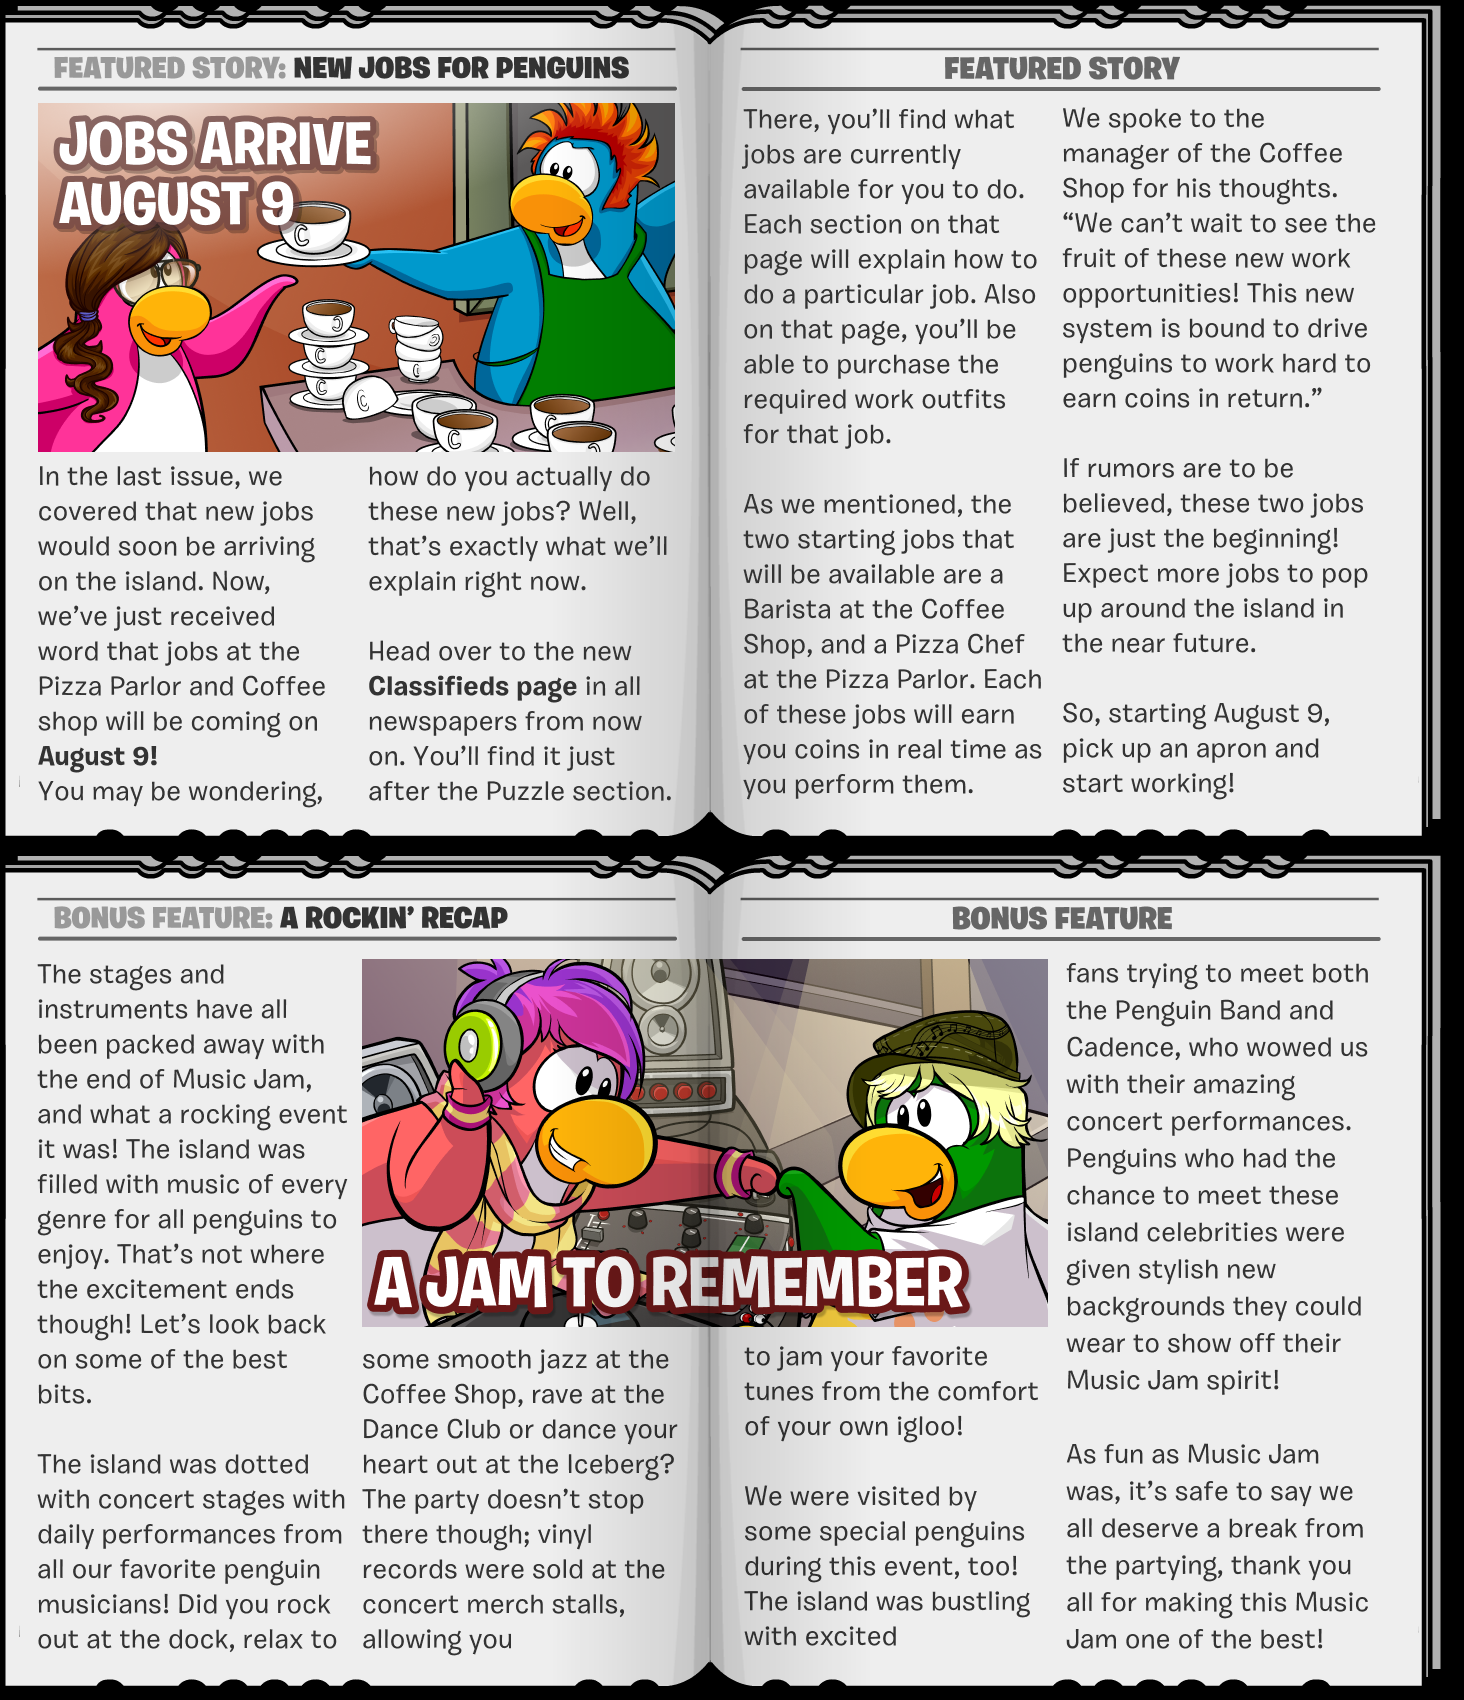 FEATURED STORY: NEW JOBS FOR PENGUINS
JOBS ARRIVE
AUGUST 9
In the last issue, we
covered that new jobs
would soon be arriving
on the island. Now,
we’ve just received
word that jobs at the
Pizza Parlor and Coffee
shop will be coming on
August 9!
You may be wondering,
how do you actually do
these new jobs? Well,
that’s exactly what we’ll
explain right now.
Head over to the new
Classifieds page in all
newspapers from now
on. You’ll find it just
after the Puzzle section.
FEATURED STORY
There, you’ll find what
jobs are currently
available for you to do.
Each section on that
page will explain how to
do a particular job. Also
on that page, you’ll be
able to purchase the
required work outfits
for that job.
As we mentioned, the
two starting jobs that
will be available are a
Barista at the Coffee
Shop, and a Pizza Chef
at the Pizza Parlor. Each
of these jobs will earn
you coins in real time as
you perform them.
We spoke to the
manager of the Coffee
Shop for his thoughts.
“We can’t wait to see the
fruit of these new work
opportunities! This new
system is bound to drive
penguins to work hard to
earn coins in return.”
If rumors are to be
believed, these two jobs
are just the beginning!
Expect more jobs to pop
up around the island in
the near future.
So, starting August 9,
pick up an apron and
start working!
BONUS FEATURE: A ROCKIN’ RECAP
The stages and
instruments have all
been packed away with
the end of Music Jam,
and what a rocking event
it was! The island was
filled with music of every
genre for all penguins to
enjoy. That’s not where
the excitement ends
though! Let’s look back
on some of the best
bits.
The island was dotted
with concert stages with
daily performances from
all our favorite penguin
musicians! Did you rock
out at the dock, relax to
A JAM TO REMEMBER
some smooth jazz at the
Coffee Shop, rave at the
Dance Club or dance your
heart out at the Iceberg?
The party doesn’t stop
there though; vinyl
records were sold at the
concert merch stalls,
allowing you
BONUS FEATURE
to jam your favorite
tunes from the comfort
of your own igloo!
We were visited by
some special penguins
during this event, too!
The island was bustling
with excited
fans trying to meet both
the Penguin Band and
Cadence, who wowed us
with their amazing
concert performances.
Penguins who had the
chance to meet these
island celebrities were
given stylish new
backgrounds they could
wear to show off their
Music Jam spirit!
As fun as Music Jam
was, it’s safe to say we
all deserve a break from
the partying, thank you
all for making this Music
Jam one of the best!